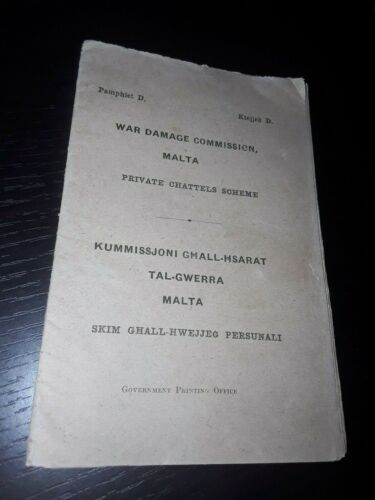 Pamphlet D.
Ktejjeb D.
WAR DAMAGE COMMISSION,
MALTA
PRIVATE CHATTELS SCHEME
KUMMISSJONI GHALL-HSARAT
TAL-GWERRA
MALTA
SKIM GHALL-HWEJJEG PERSUNALI
GOVERNMENT PRINTING OFFICE